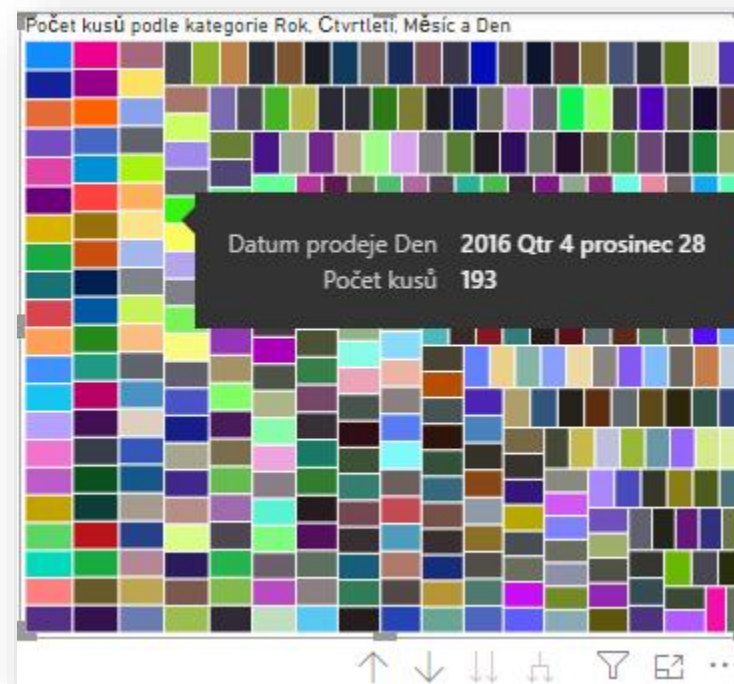 Počet kusů podle kategorie Rok, Čtvrtletí, Měsíc a Den
Datum prodeje Den 2016 Qtr 4 prosinec 28
Počet kusů 193